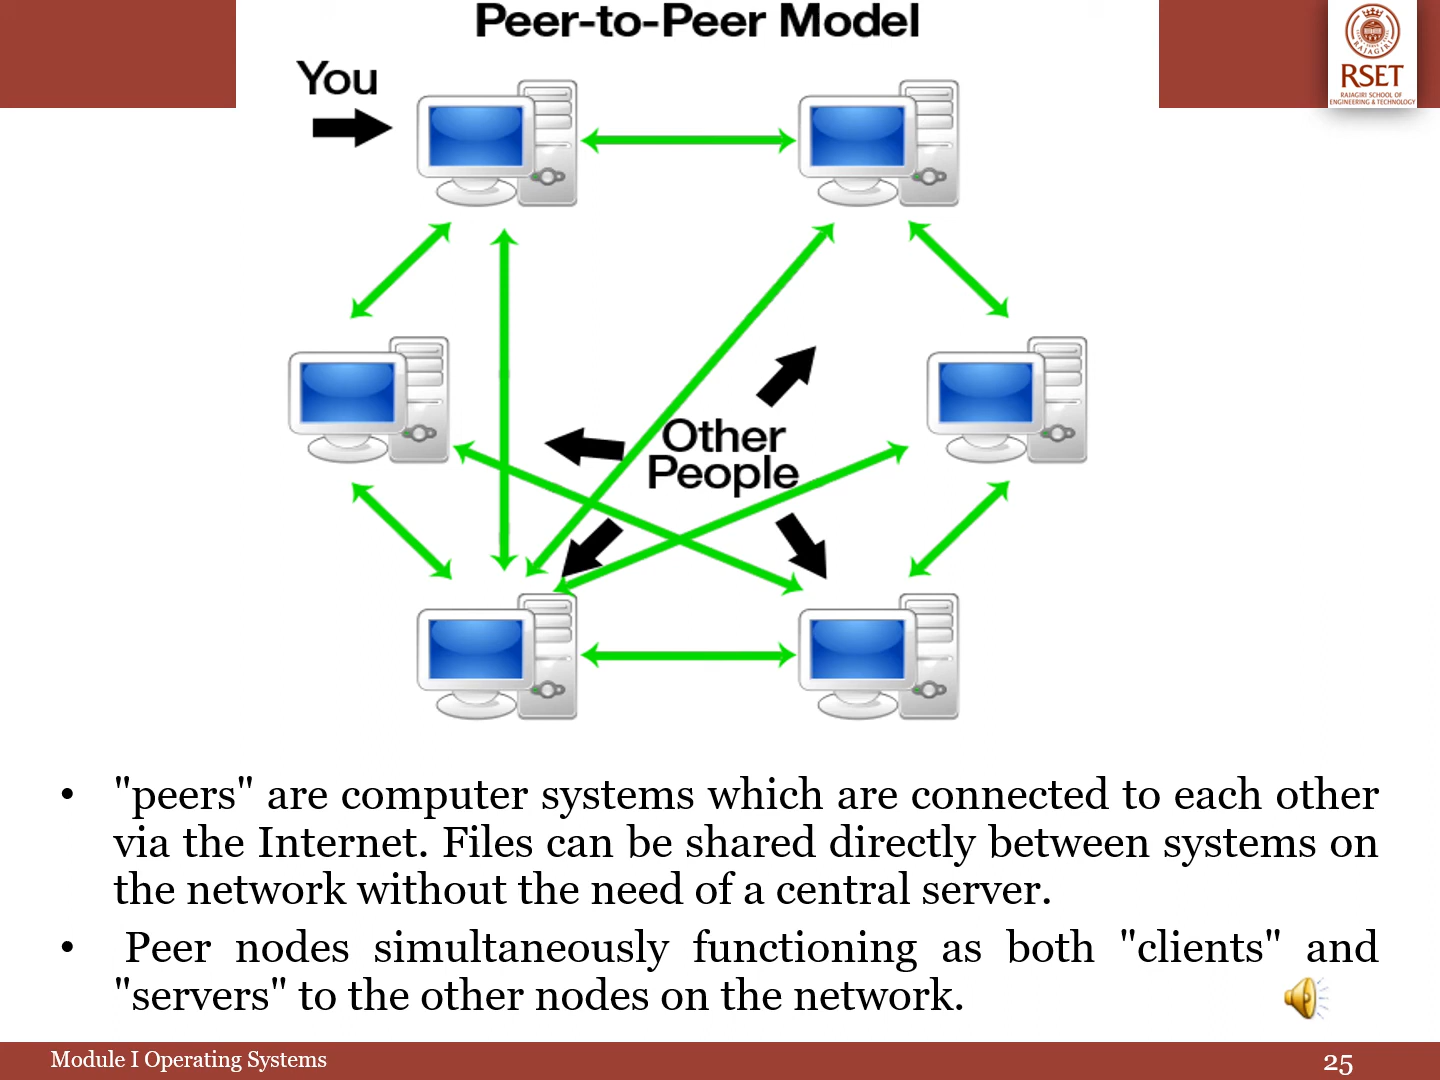 Peer-to-Peer Model
You
RAJAGIRI
RSET
RAJAGIRI SCHOOL OF
ENGINEERING & TECHNOLOGY
Other
People
• "peers" are computer systems which are connected to each other
via the Internet. Files can be shared directly between systems on
the network without the need of a central server.
• Peer nodes simultaneously functioning as both "clients" and
"servers" to the other nodes on the network.
Module I Operating Systems
25